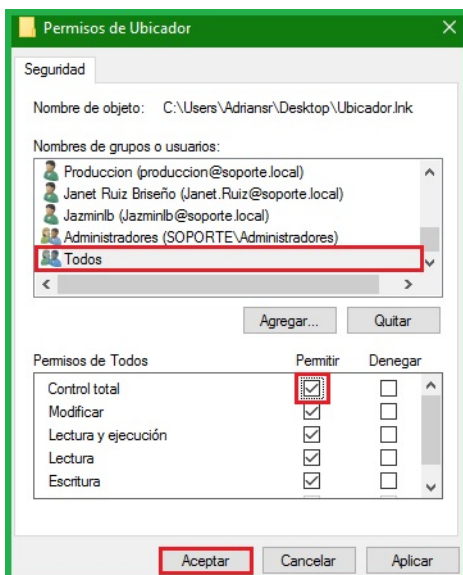 Permisos de Ubicador
Seguridad
Nombre de objeto: C:\Users\Adriansr\Desktop\Ubicador.lnk
Nombres de grupos o usuarios:
Produccion (produccion@soporte.local)
Janet Ruiz Briseño (Janet.Ruiz@soporte.local)
Jazminlb (Jazminlb@soporte.local)
Administradores (SOPORTE\Administradores)
Todos
Agregar... Quitar
Permisos de Todos Permitir Denegar
Control total
Modificar
Lectura y ejecución
Lectura
Escritura
Aceptar Cancelar Aplicar